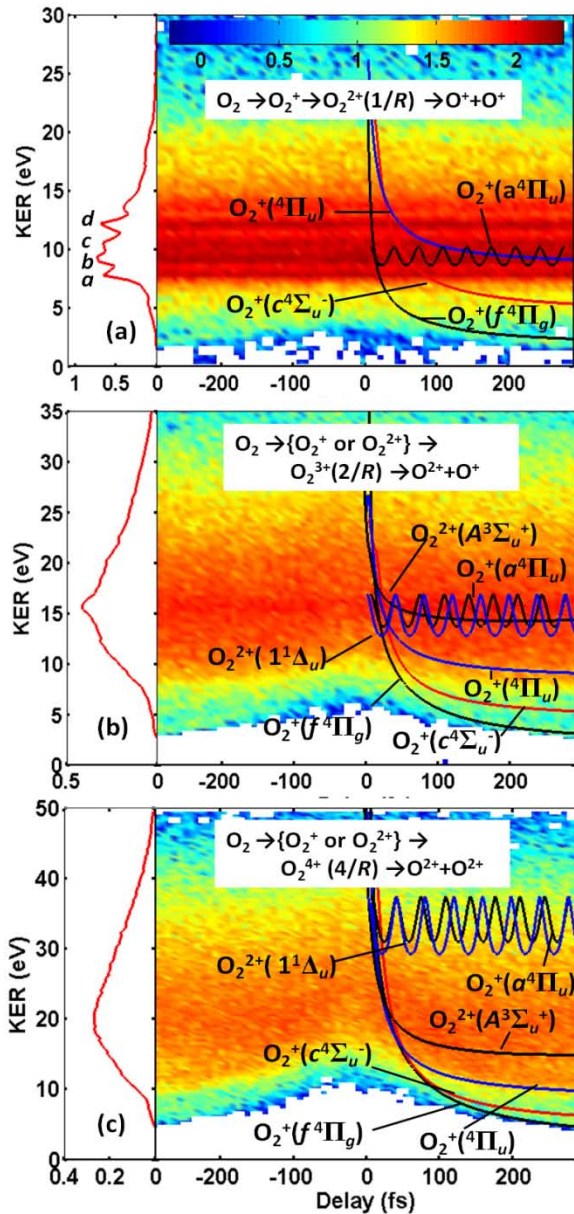 30
25
20
15
10
5
0
KER (eV)
0 0.5 1 1.5 2
O₂ →O₂⁺→O₂²⁺(1/R) →O⁺+O⁺
O₂⁺(⁴Πᵤ)
O₂⁺(a⁴Πᵤ)
d
c
b
a
O₂⁺(c⁴Σᵤ⁻)
O₂⁺(f⁴Π_g)
(a)
1 0.5 0
-200 -100 0 100 200
35
30
25
20
15
10
5
0
KER (eV)
O₂ →{O₂⁺ or O₂²⁺} →
O₂³⁺(2/R) →O²⁺+O⁺
O₂²⁺(A³Σᵤ⁺)
O₂⁺(a⁴Πᵤ)
O₂²⁺( 1¹Δᵤ)
O₂⁺(⁴Πᵤ)
O₂⁺(f⁴Π_g)
O₂⁺(c⁴Σᵤ⁻)
(b)
0.5 0
-200 -100 0 100 200
50
40
30
20
10
0
KER (eV)
O₂ →{O₂⁺ or O₂²⁺} →
O₂⁴⁺ (4/R) →O²⁺+O²⁺
O₂²⁺( 1¹Δᵤ)
O₂⁺(a⁴Πᵤ)
O₂²⁺(A³Σᵤ⁺)
O₂⁺(c⁴Σᵤ⁻)
O₂⁺(f⁴Π_g)
O₂⁺(⁴Πᵤ)
(c)
0.4 0.2 0
-200 -100 0 100 200
Delay (fs)